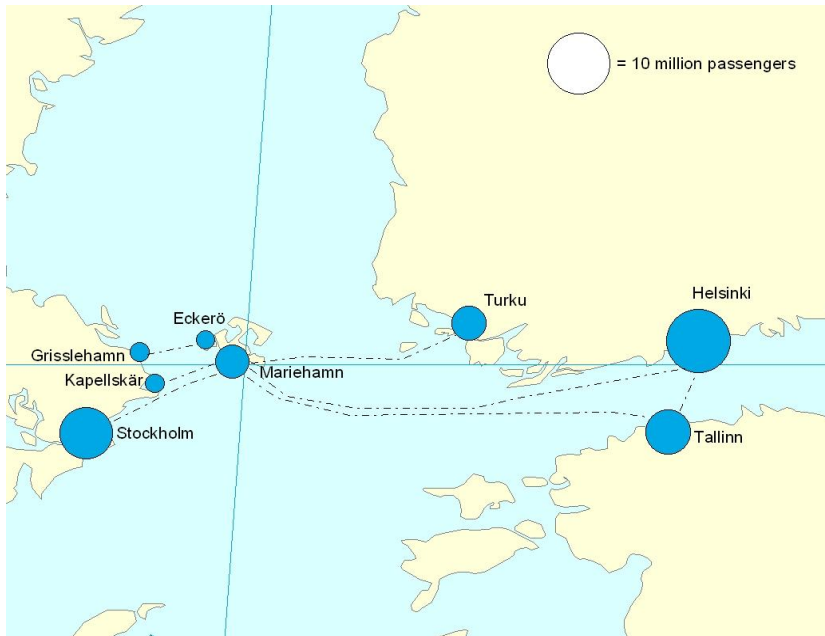 = 10 million passengers
Helsinki
Turku
Eckerö
Grisslehamn
Mariehamn
Kapellskär
Stockholm
Tallinn